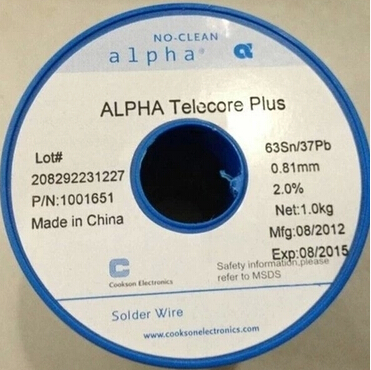 NO-CLEAN
alpha®
ALPHA Telecore Plus
Lot#
208292231227
P/N:1001651
Made in China
63Sn/37Pb
0.81mm
2.0%
Net:1.0kg
Mfg:08/2012
Exp:08/2015
Cookson Electronics
Safety information,please
refer to MSDS
Solder Wire
www.cooksonelectronics.com